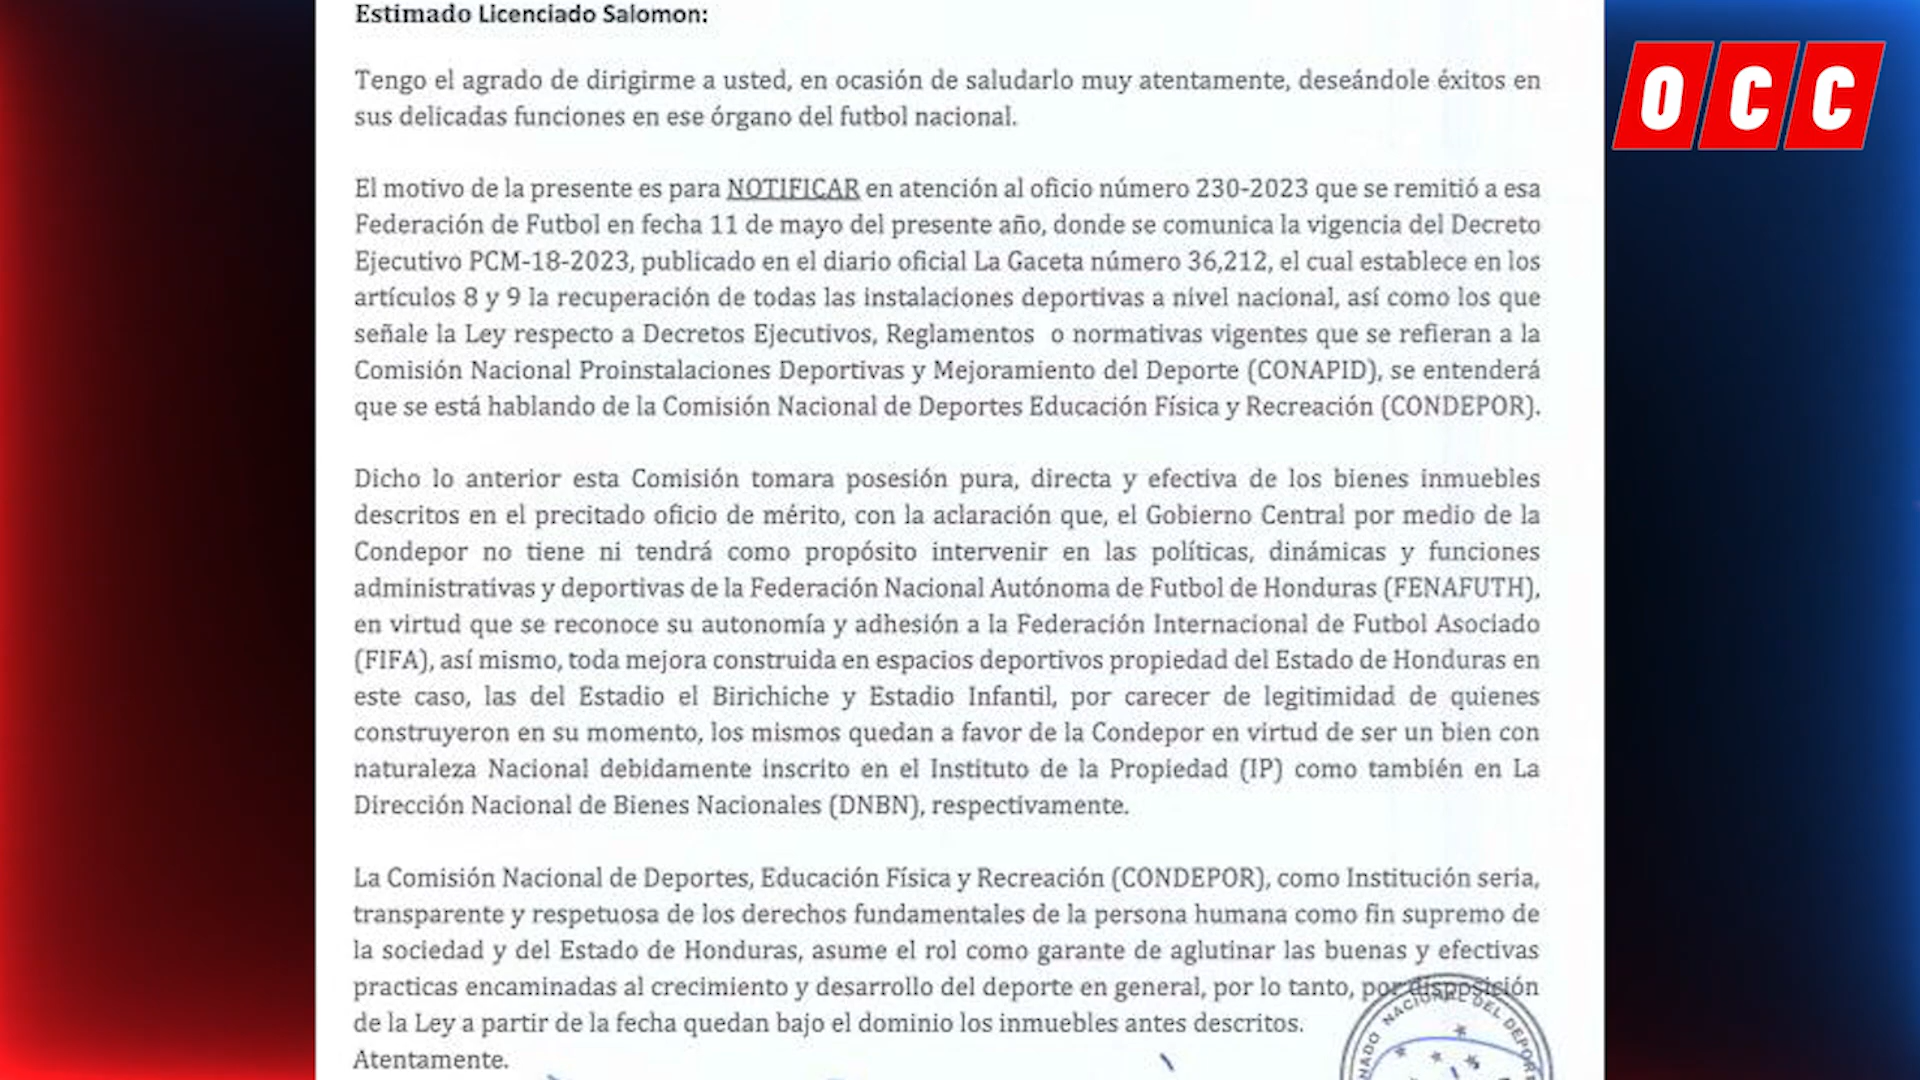 Estimado Licenciado Salomon:
OCC
Tengo el agrado de dirigirme a usted, en ocasión de saludarlo muy atentamente, deseándole éxitos en
sus delicadas funciones en ese órgano del futbol nacional.
El motivo de la presente es para NOTIFICAR en atención al oficio número 230-2023 que se remitió a esa
Federación de Futbol en fecha 11 de mayo del presente año, donde se comunica la vigencia del Decreto
Ejecutivo PCM-18-2023, publicado en el diario oficial La Gaceta número 36,212, el cual establece en los
artículos 8 y 9 la recuperación de todas las instalaciones deportivas a nivel nacional, así como los que
señale la Ley respecto a Decretos Ejecutivos, Reglamentos o normativas vigentes que se refieran a la
Comisión Nacional Proinstalaciones Deportivas y Mejoramiento del Deporte (CONAPID), se entenderá
que se está hablando de la Comisión Nacional de Deportes Educación Física y Recreación (CONDEPOR).
Dicho lo anterior esta Comisión tomara posesión pura, directa y efectiva de los bienes inmuebles
descritos en el precitado oficio de mérito, con la aclaración que, el Gobierno Central por medio de la
Condepor no tiene ni tendrá como propósito intervenir en las políticas, dinámicas y funciones
administrativas y deportivas de la Federación Nacional Autónoma de Futbol de Honduras (FENAFUTH),
en virtud que se reconoce su autonomía y adhesión a la Federación Internacional de Futbol Asociado
(FIFA), así mismo, toda mejora construida en espacios deportivos propiedad del Estado de Honduras en
este caso, las del Estadio el Birichiche y Estadio Infantil, por carecer de legitimidad de quienes
construyeron en su momento, los mismos quedan a favor de la Condepor en virtud de ser un bien con
naturaleza Nacional debidamente inscrito en el Instituto de la Propiedad (IP) como también en La
Dirección Nacional de Bienes Nacionales (DNBN), respectivamente.
La Comisión Nacional de Deportes, Educación Física y Recreación (CONDEPOR), como Institución seria,
transparente y respetuosa de los derechos fundamentales de la persona humana como fin supremo de
la sociedad y del Estado de Honduras, asume el rol como garante de aglutinar las buenas y efectivas
practicas encaminadas al crecimiento y desarrollo del deporte en general, por lo tanto, por disposición
de la Ley a partir de la fecha quedan bajo el dominio los inmuebles antes descritos.
Atentamente.
NACIONAL DEL DEPOR